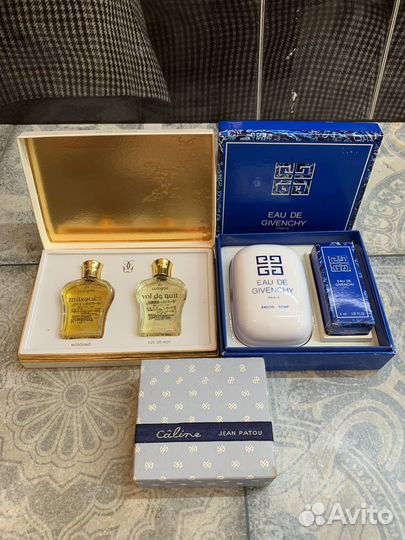 EAU DE
GIVENCHY
PARIS
mitsouko
cologne
vol de nuit
MITSOUKO
VOL DE NUIT
EAU DE
GIVENCHY
SAVON SOAP
EAU DE
GIVENCHY
Câline JEAN PATOU
Avito